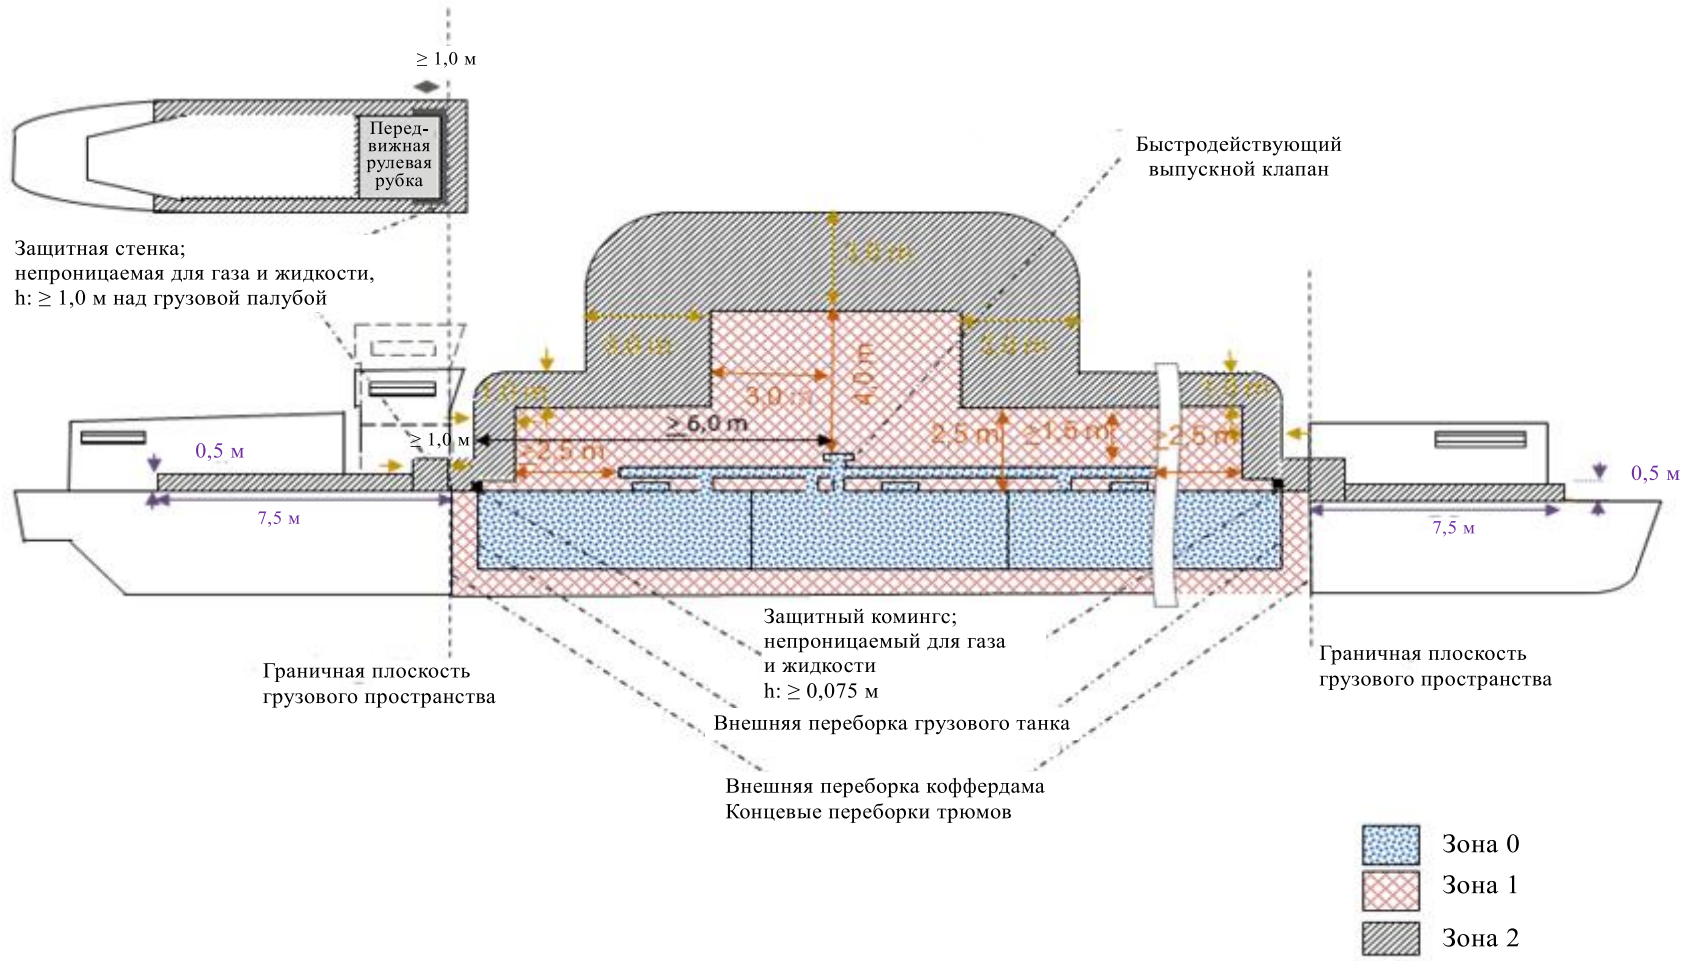 ≥ 1,0 м
Перед-
вижная
рулевая
рубка
Быстродействующий
выпускной клапан
Защитная стенка;
непроницаемая для газа и жидкости,
h: ≥ 1,0 м над грузовой палубой
3.0 m
3.0 m
4,0 m
3.0 m
1.0 m
3.0 m
≥6,0 m
≥ 1,0 м
2,5 m
≥1,5 m
≥2.5 m
0,5 м
0,5 м
7,5 м
7,5 м
Защитный комингс;
непроницаемый для газа
и жидкости
h: ≥ 0,075 м
Граничная плоскость
грузового пространства
Граничная плоскость
грузового пространства
Внешняя переборка грузового танка
Внешняя переборка коффердама
Концевые переборки трюмов
Зона 0
Зона 1
Зона 2